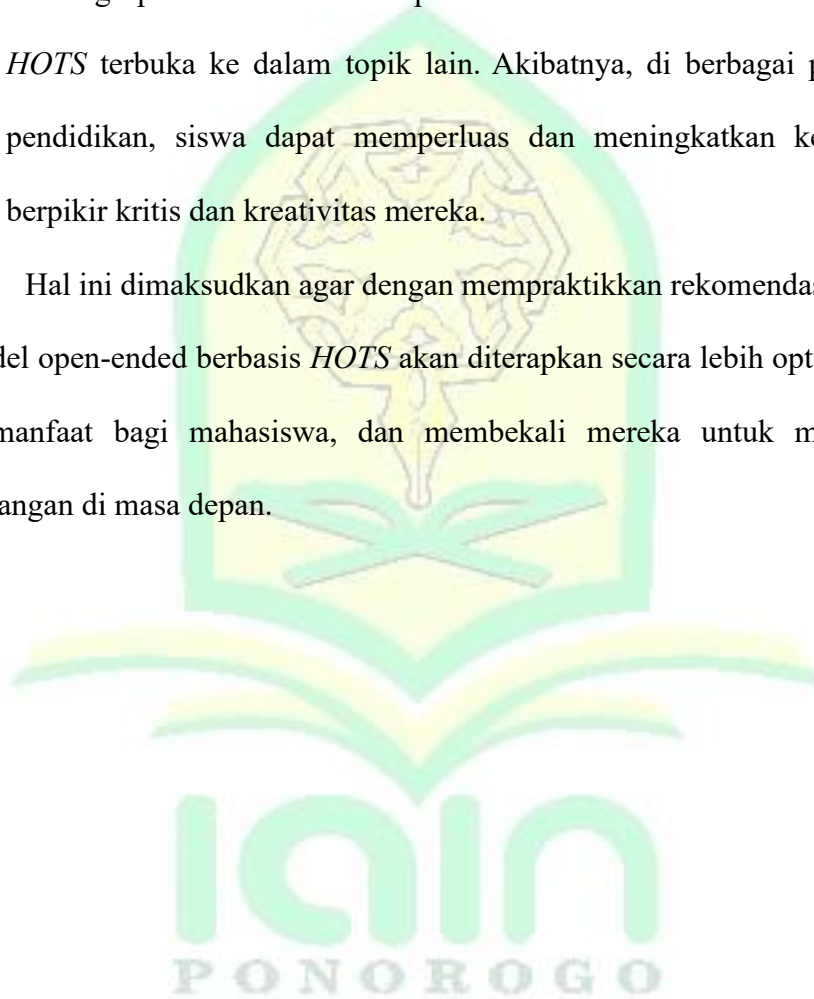 HOTS terbuka ke dalam topik lain. Akibatnya, di berbagai
pendidikan, siswa dapat memperluas dan meningkatkan
berpikir kritis dan kreativitas mereka.
Hal ini dimaksudkan agar dengan mempraktikkan
open-ended berbasis HOTS akan diterapkan secara lebih
bagi mahasiswa, dan membekali mereka untuk
di masa depan.
IAIN
PONOROGO